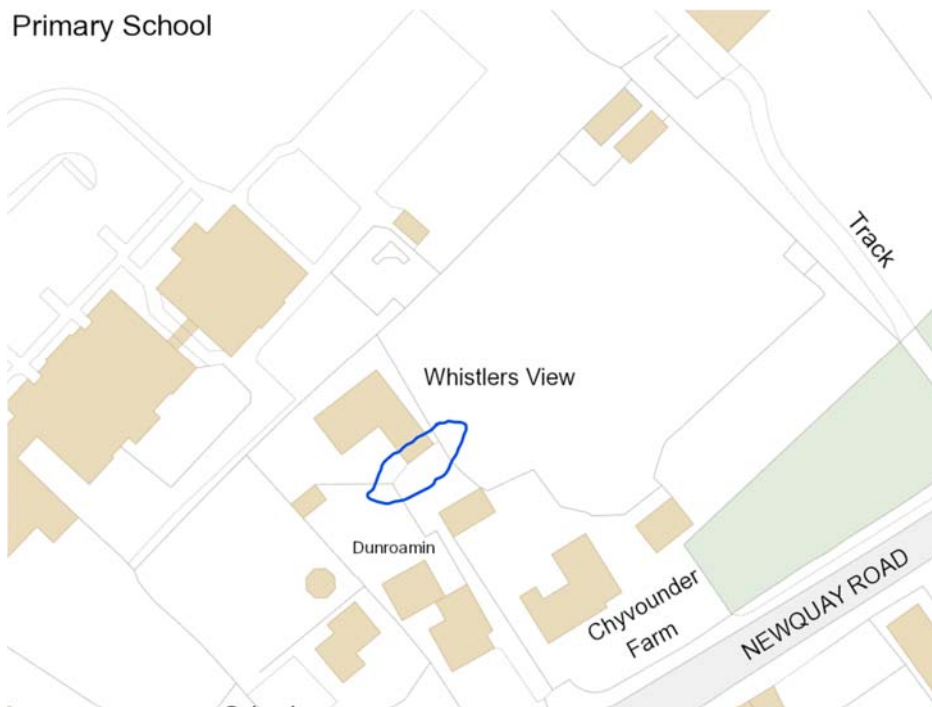 Primary School
Track
Whistlers View
Dunroamin
Chyvounder
Farm
NEWQUAY ROAD